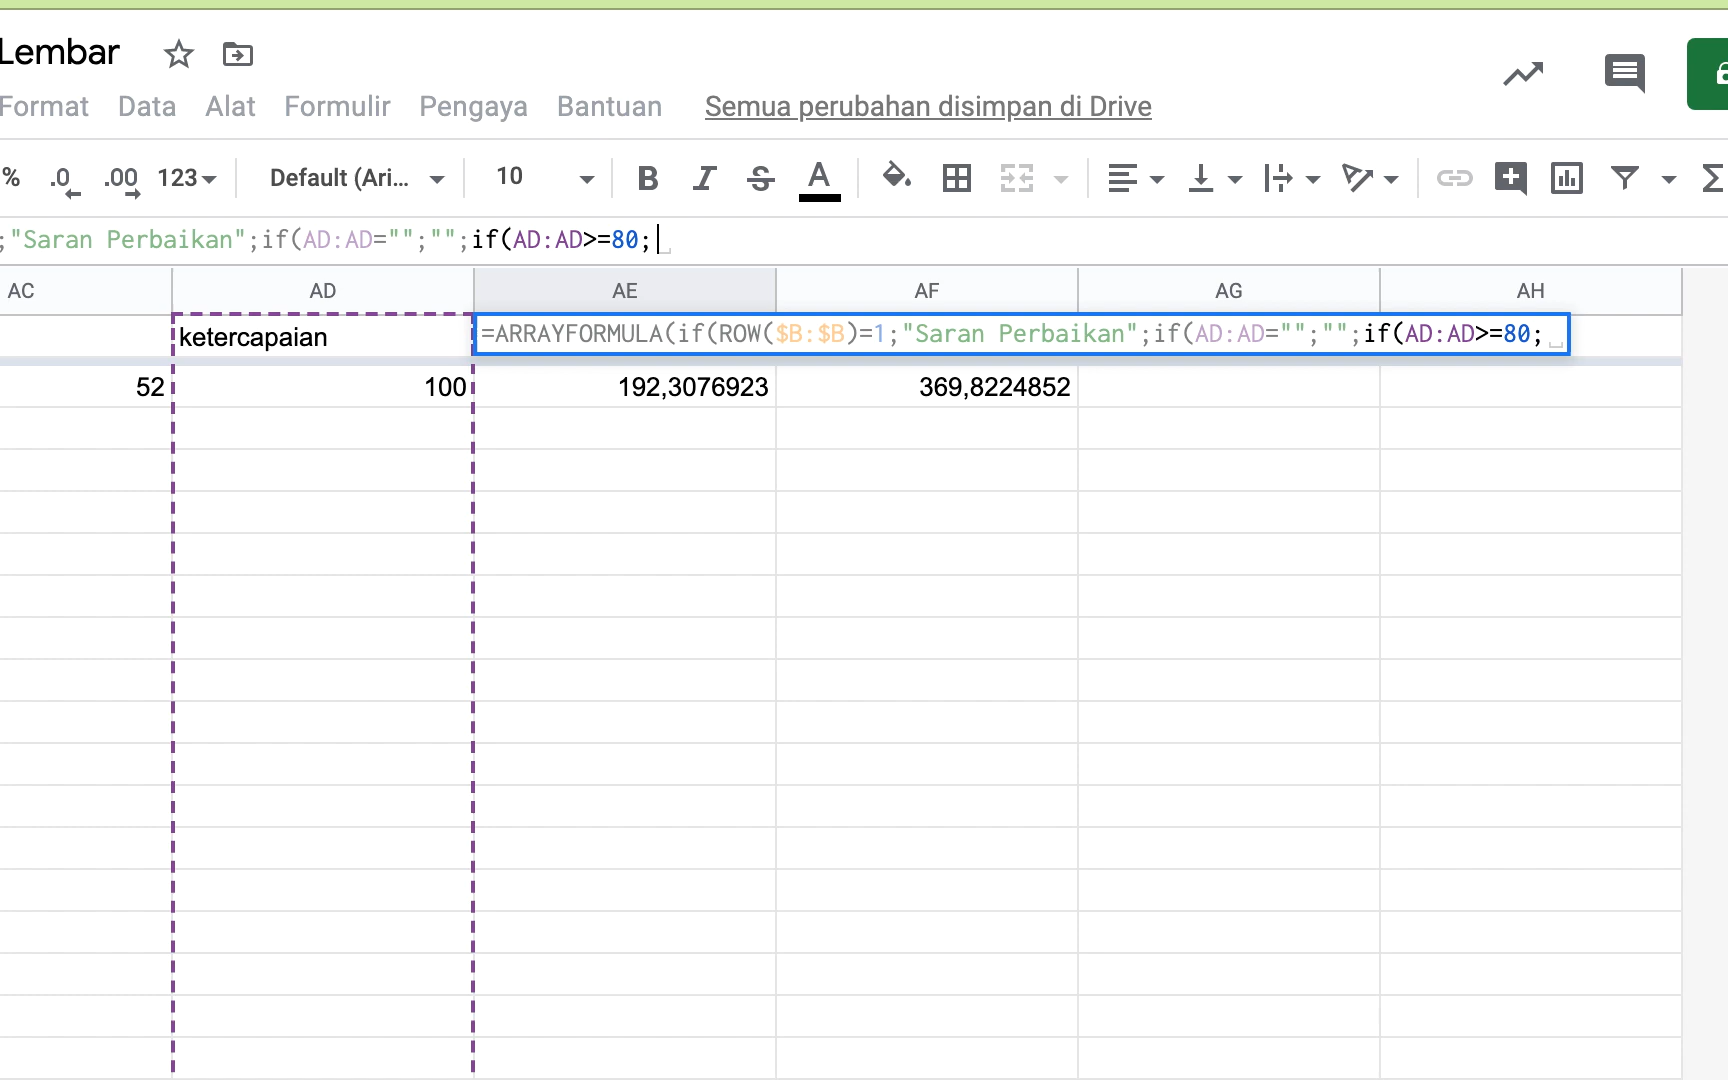 Lembar
Format Data Alat Formulir Pengaya Bantuan Semua perubahan disimpan di Drive
% .0 .00 123 Default (Ari... 10 B I S A Σ
;"Saran Perbaikan";if(AD:AD="";"";if(AD:AD>=80;
AC AD AE AF AG AH
ketercapaian =ARRAYFORMULA(if(ROW($B:$B)=1;"Saran Perbaikan";if(AD:AD="";"";if(AD:AD>=80;
52 100 192,3076923 369,8224852